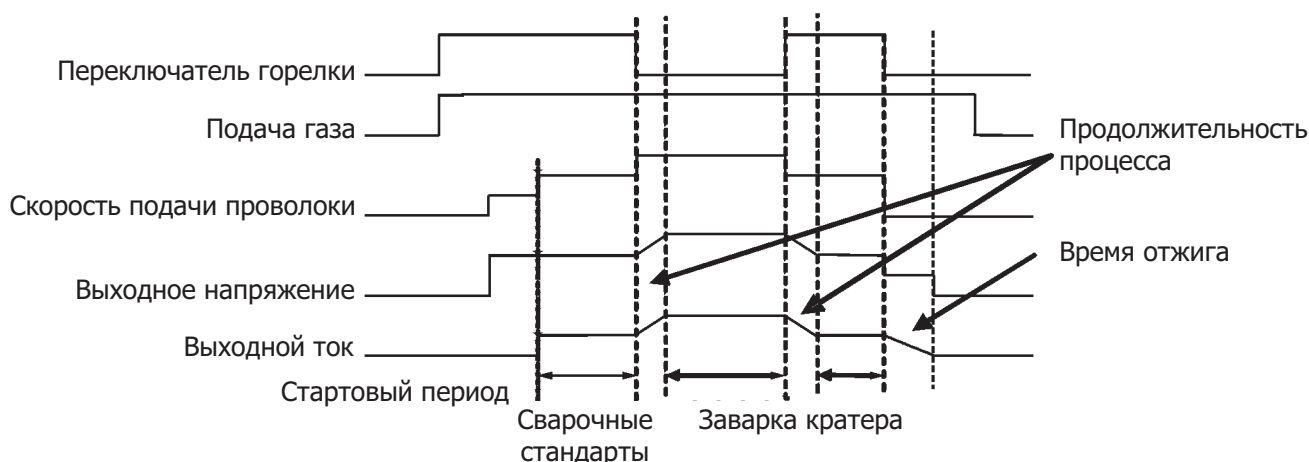 Переключатель горелки
Подача газа
Продолжительность
процесса
Скорость подачи проволоки
Время отжига
Выходное напряжение
Выходной ток
Стартовый период
Сварочные
стандарты
Заварка кратера